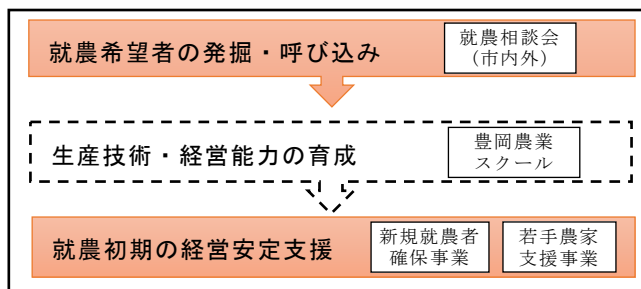 就農希望者の発掘・呼び込み
就農相談会
（市内外）
生産技術・経営能力の育成
豊岡農業
スクール
就農初期の経営安定支援
新規就農者
確保事業
若手農家
支援事業